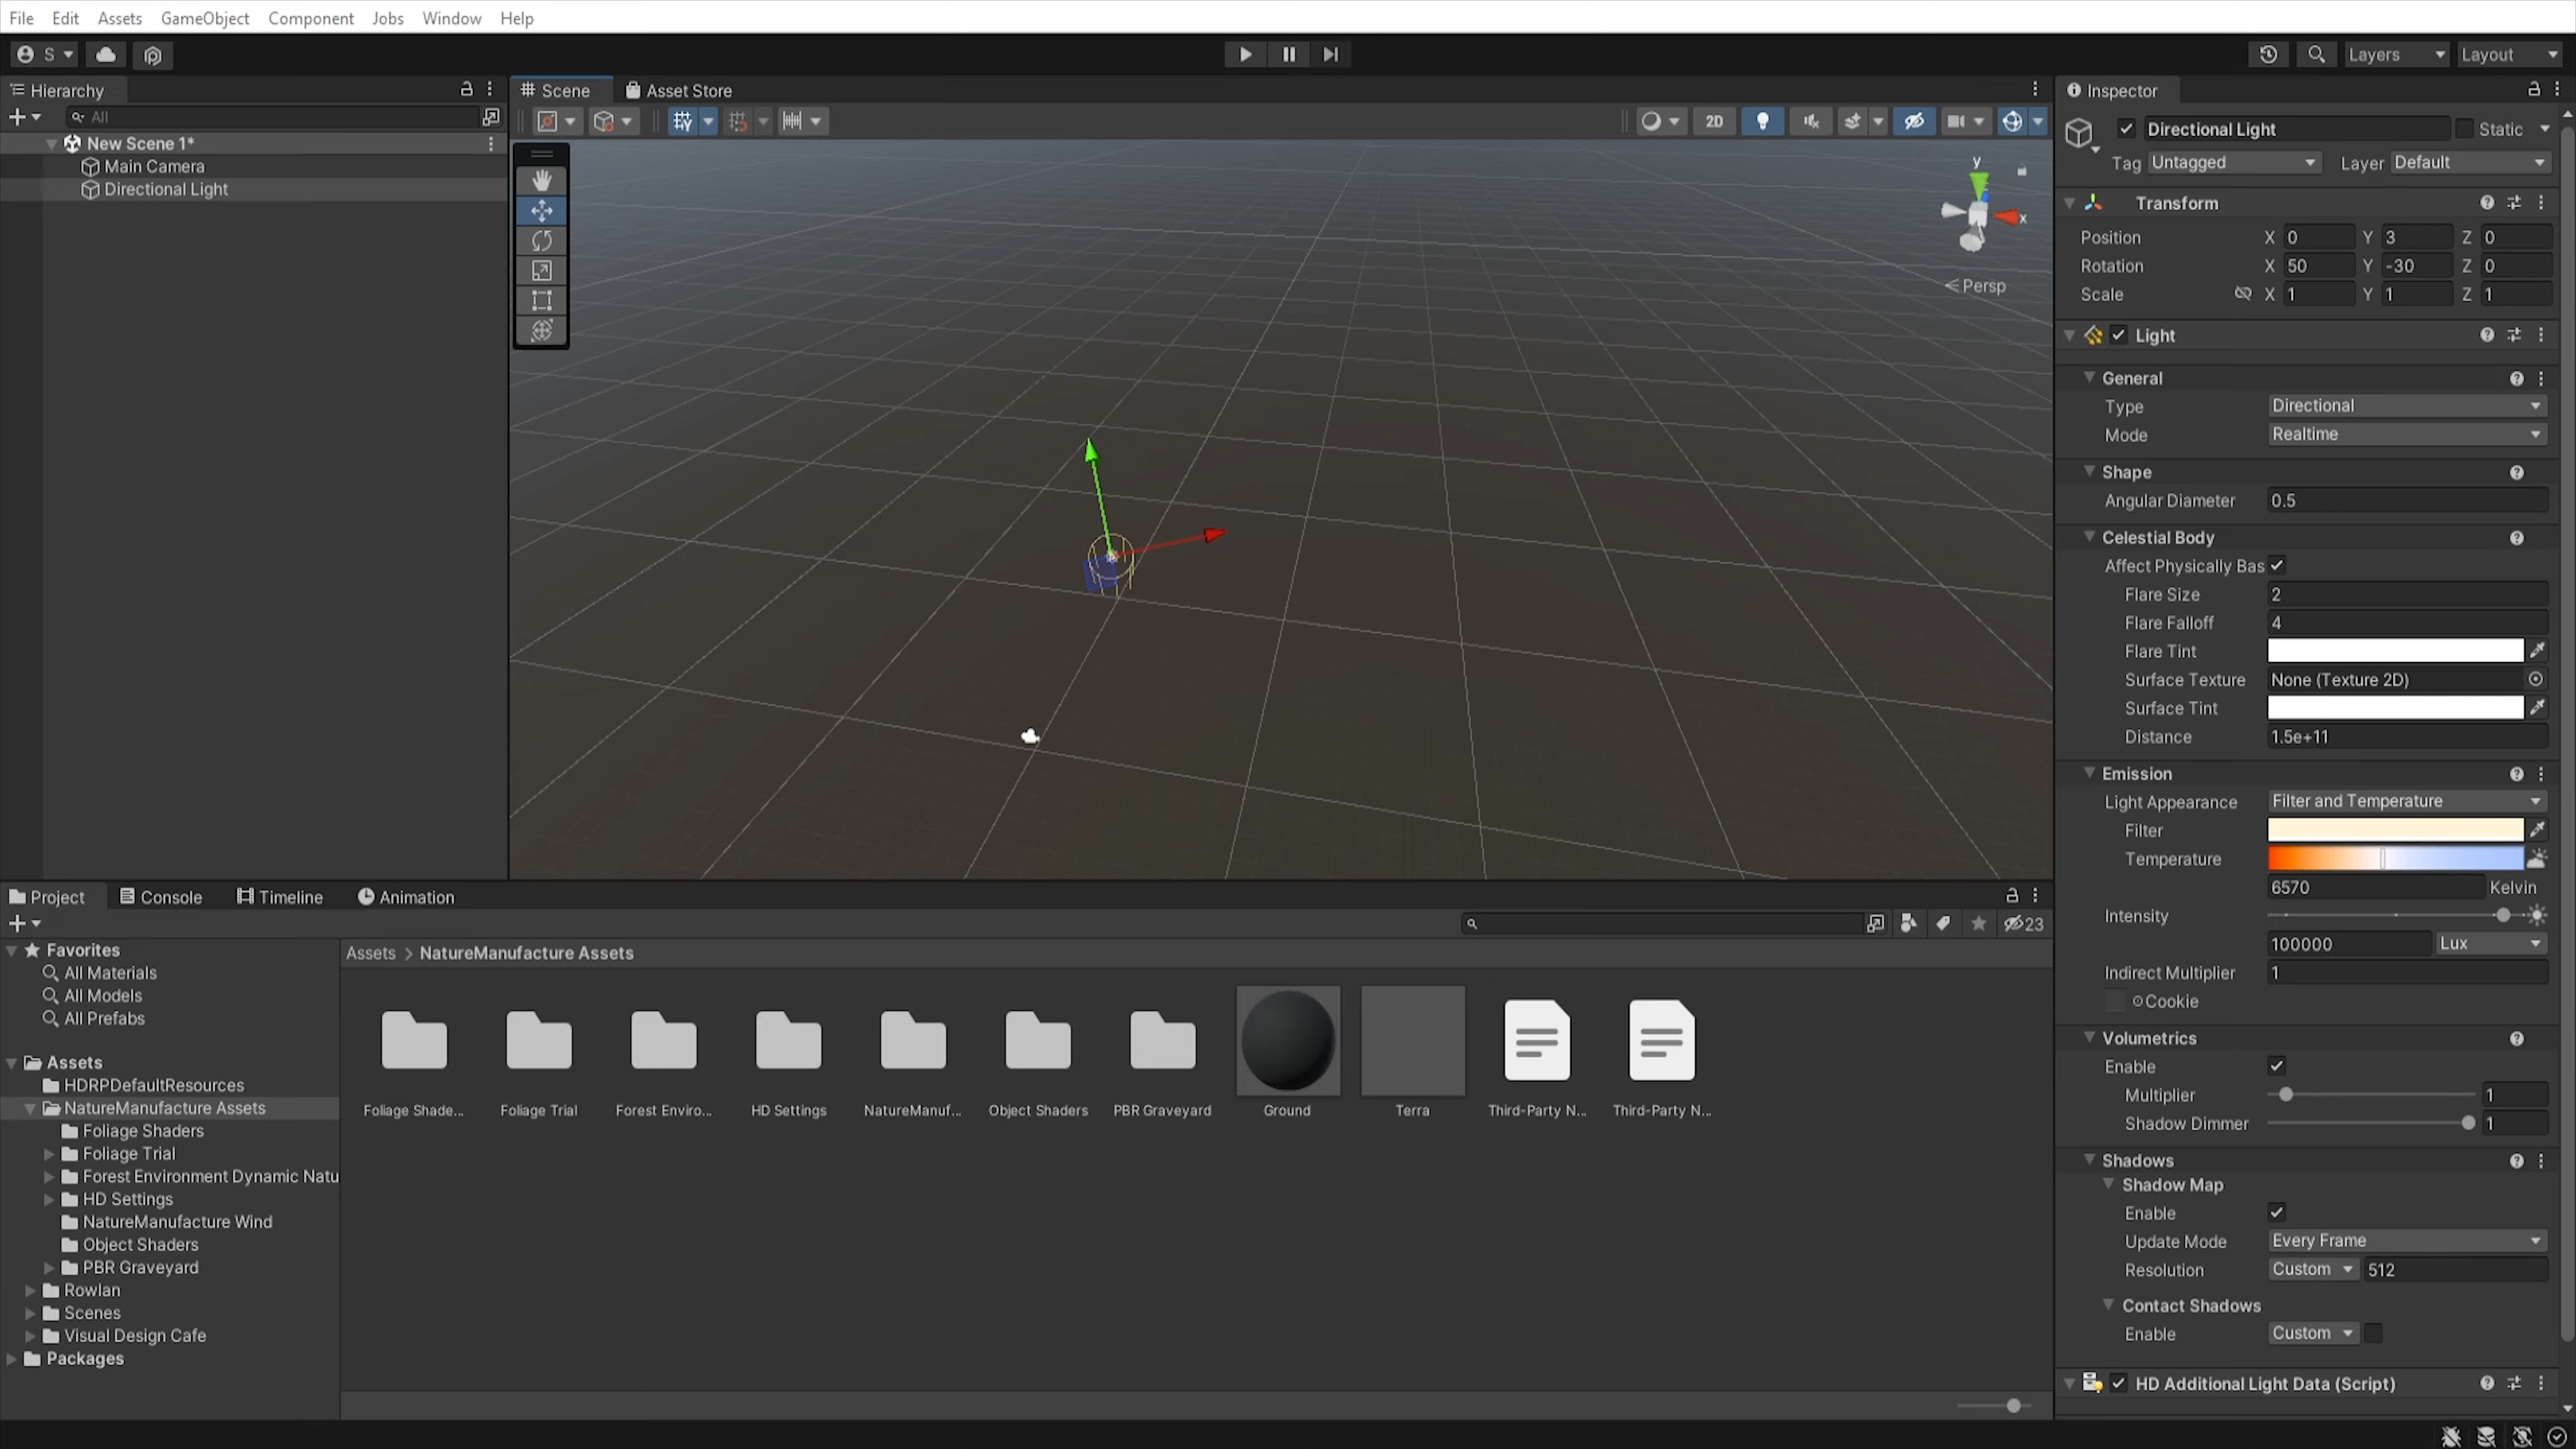 File Edit Assets GameObject Component Jobs Window Help
S Layers Layout
Hierarchy
All
New Scene 1*
Main Camera
Directional Light
Scene Asset Store
2D
y
x
Persp
Inspector
Directional Light Static
Tag Untagged Layer Default
Transform
Position X 0 Y 3 Z 0
Rotation X 50 Y -30 Z 0
Scale X 1 Y 1 Z 1
Light
General
Type Directional
Mode Realtime
Shape
Angular Diameter 0.5
Celestial Body
Affect Physically Bas
Flare Size 2
Flare Falloff 4
Flare Tint
Surface Texture None (Texture 2D)
Surface Tint
Distance 1.5e+11
Emission
Light Appearance Filter and Temperature
Filter
Temperature
6570 Kelvin
Intensity
100000 Lux
Indirect Multiplier 1
Cookie
Volumetrics
Enable
Multiplier 1
Shadow Dimmer 1
Shadows
Shadow Map
Enable
Update Mode Every Frame
Resolution Custom 512
Contact Shadows
Enable Custom
HD Additional Light Data (Script)
Project Console Timeline Animation
23
Favorites
All Materials
All Models
All Prefabs
Assets
HDRPDefaultResources
NatureManufacture Assets
Foliage Shaders
Foliage Trial
Forest Environment Dynamic Natu
HD Settings
NatureManufacture Wind
Object Shaders
PBR Graveyard
Rowlan
Scenes
Visual Design Cafe
Packages
Assets > NatureManufacture Assets
Foliage Shade... Foliage Trial Forest Enviro... HD Settings NatureManuf... Object Shaders PBR Graveyard Ground Terra Third-Party N... Third-Party N...